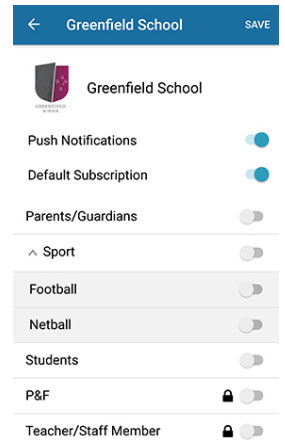 Greenfield School
SAVE
GREENFIELD
SCHOOL
Greenfield School
Push Notifications
Default Subscription
Parents/Guardians
Sport
Football
Netball
Students
P&F
Teacher/Staff Member